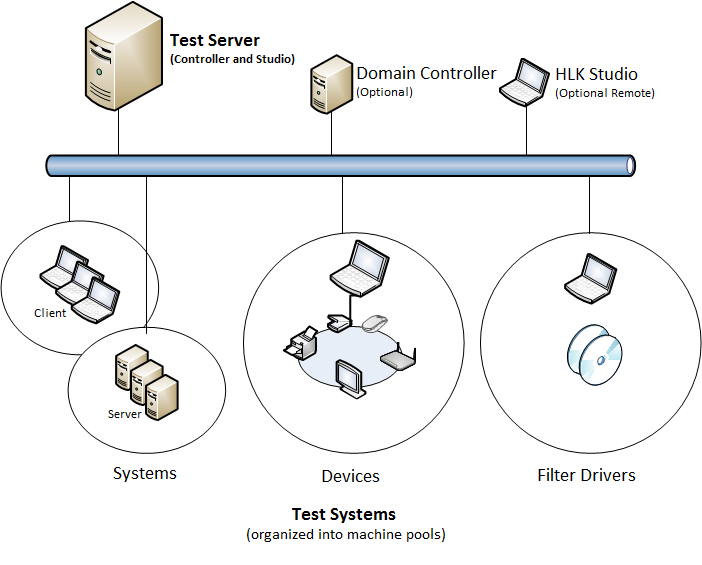 Test Server
(Controller and Studio)
Domain Controller
(Optional)
HLK Studio
(Optional Remote)
Client
Server
Systems
Devices
Filter Drivers
Test Systems
(organized into machine pools)